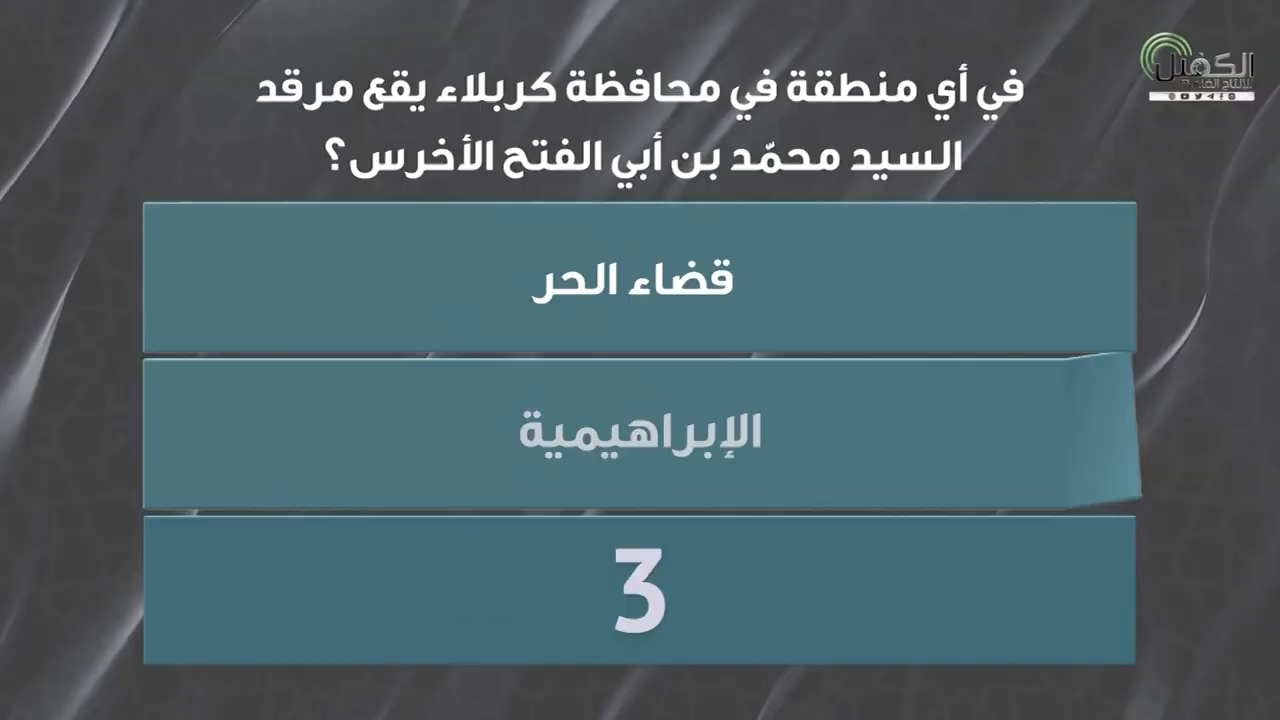 الكفيل
في أي منطقة في محافظة كربلاء يقع مرقد
السيد محمّد بن أبي الفتح الأخرس؟
قضاء الحر
الإبراهيمية
3